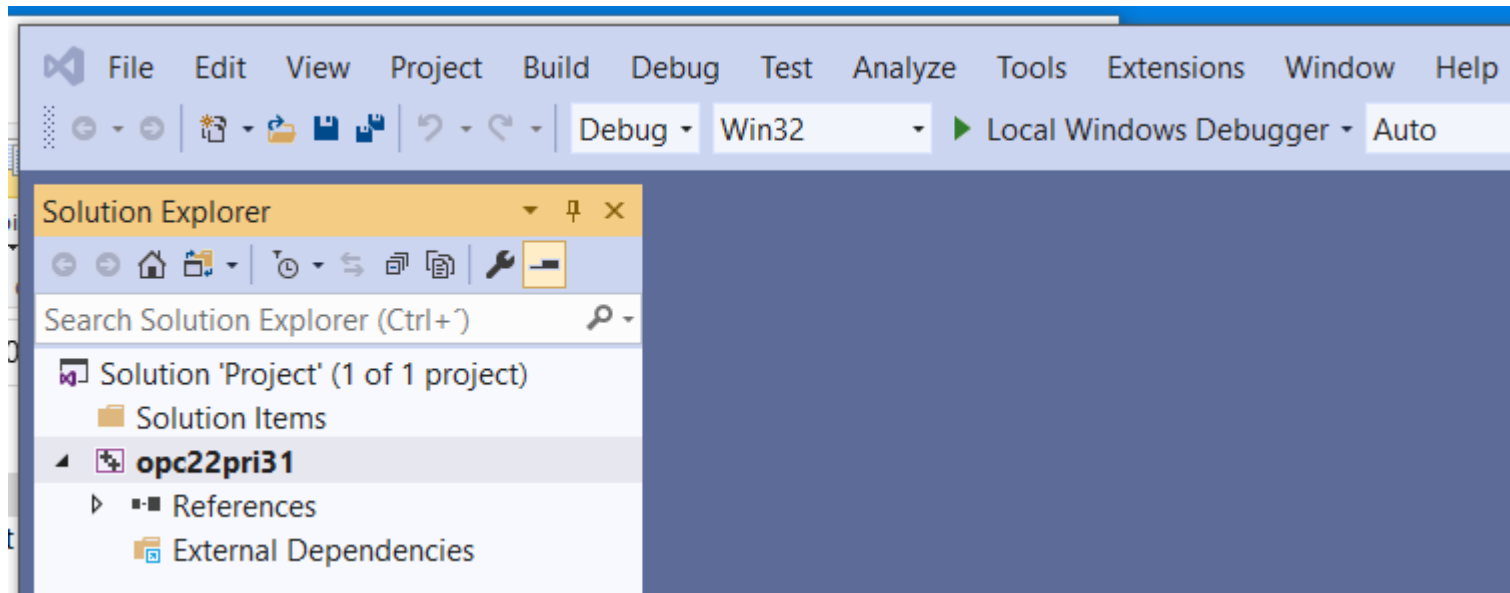 File Edit View Project Build Debug Test Analyze Tools Extensions Window Help
Debug Win32 Local Windows Debugger Auto
Solution Explorer
Search Solution Explorer (Ctrl+´)
Solution 'Project' (1 of 1 project)
Solution Items
opc22pri31
References
External Dependencies